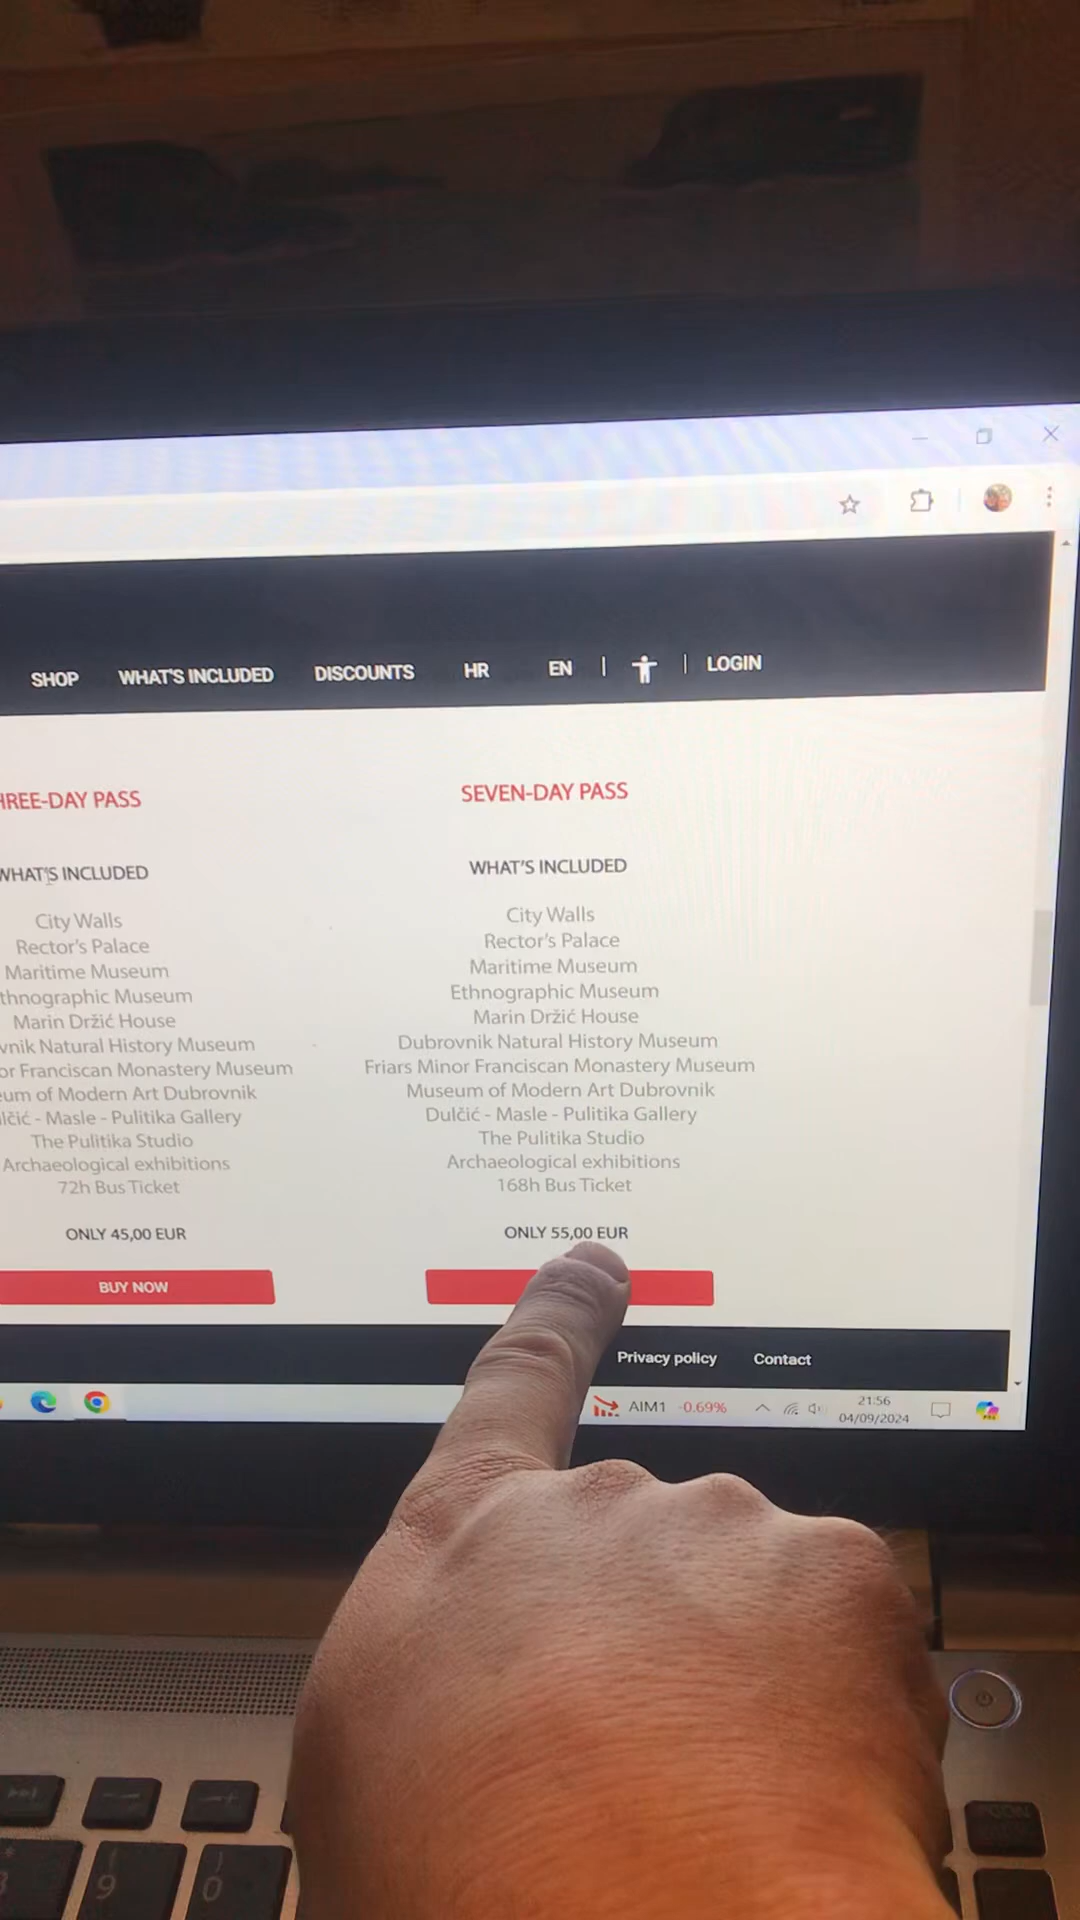 SHOP WHAT'S INCLUDED DISCOUNTS HR EN | | LOGIN
HREE-DAY PASS
WHAT'S INCLUDED
City Walls
Rector's Palace
Maritime Museum
thnographic Museum
Marin Držić House
vnik Natural History Museum
or Franciscan Monastery Museum
um of Modern Art Dubrovnik
lčić - Masle - Pulitika Gallery
The Pulitika Studio
Archaeological exhibitions
72h Bus Ticket
ONLY 45,00 EUR
BUY NOW
SEVEN-DAY PASS
WHAT'S INCLUDED
City Walls
Rector's Palace
Maritime Museum
Ethnographic Museum
Marin Držić House
Dubrovnik Natural History Museum
Friars Minor Franciscan Monastery Museum
Museum of Modern Art Dubrovnik
Dulčić - Masle - Pulitika Gallery
The Pulitika Studio
Archaeological exhibitions
168h Bus Ticket
ONLY 55,00 EUR
Privacy policy Contact
AIM1 -0.69%
21:56
04/09/2024
9 0